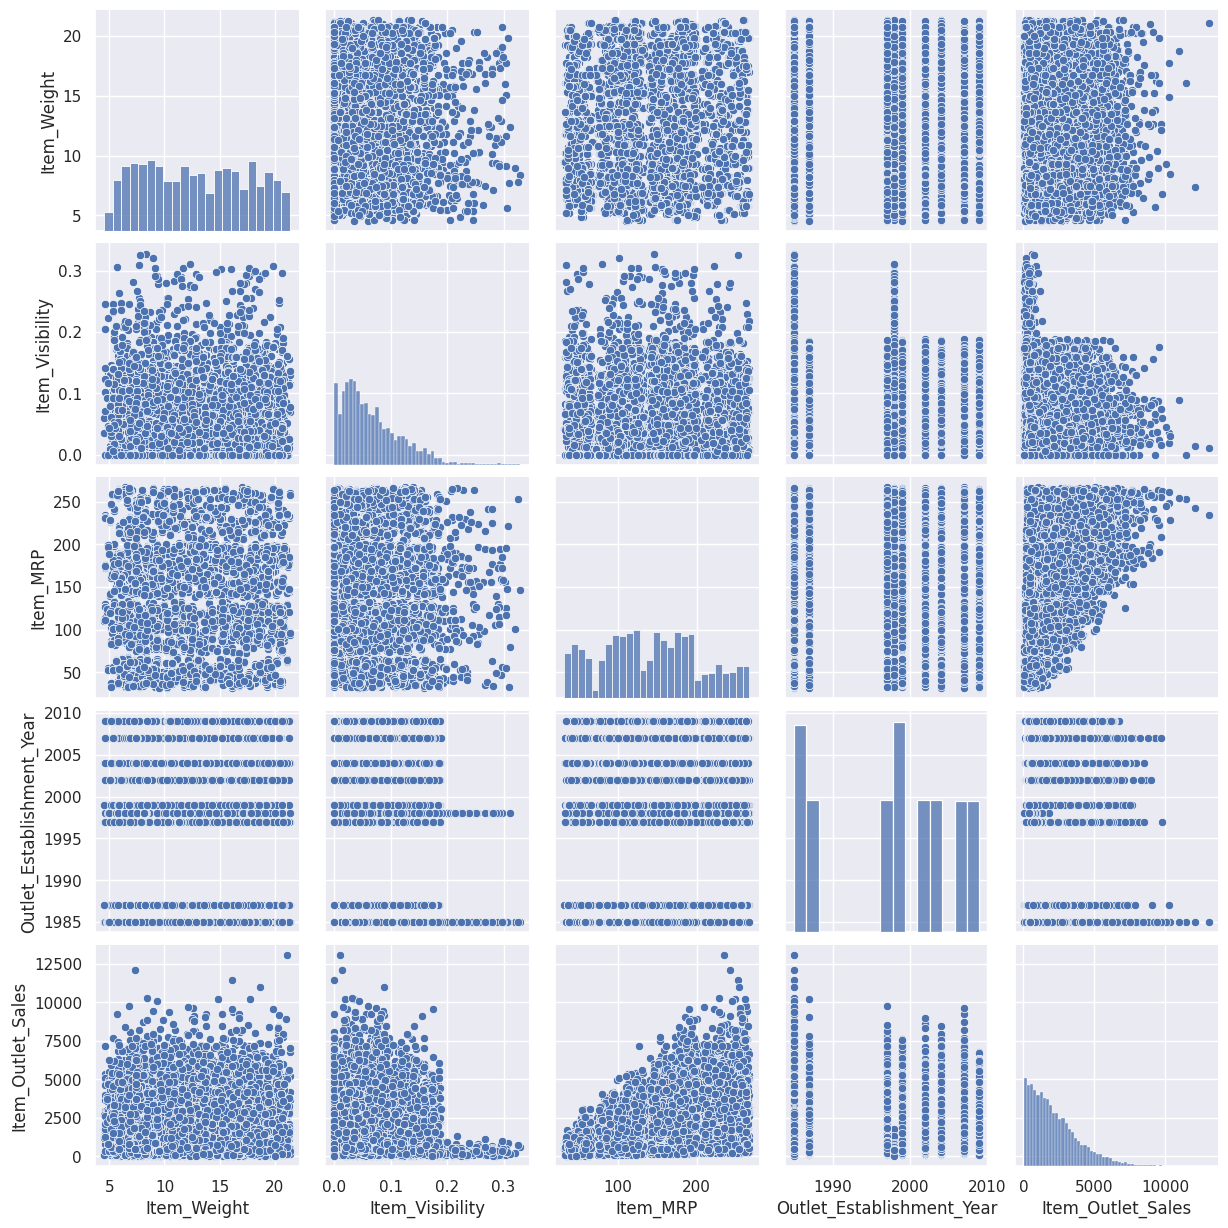 20
15
10
5
Item_Weight
0.3
0.2
0.1
0.0
Item_Visibility
250
200
150
100
50
Item_MRP
2010
2005
2000
1995
1990
1985
Outlet_Establishment_Year
12500
10000
7500
5000
2500
0
Item_Outlet_Sales
5 10 15 20
Item_Weight
0.0 0.1 0.2 0.3
Item_Visibility
100 200
Item_MRP
1990 2000 2010
Outlet_Establishment_Year
0 5000 10000
Item_Outlet_Sales